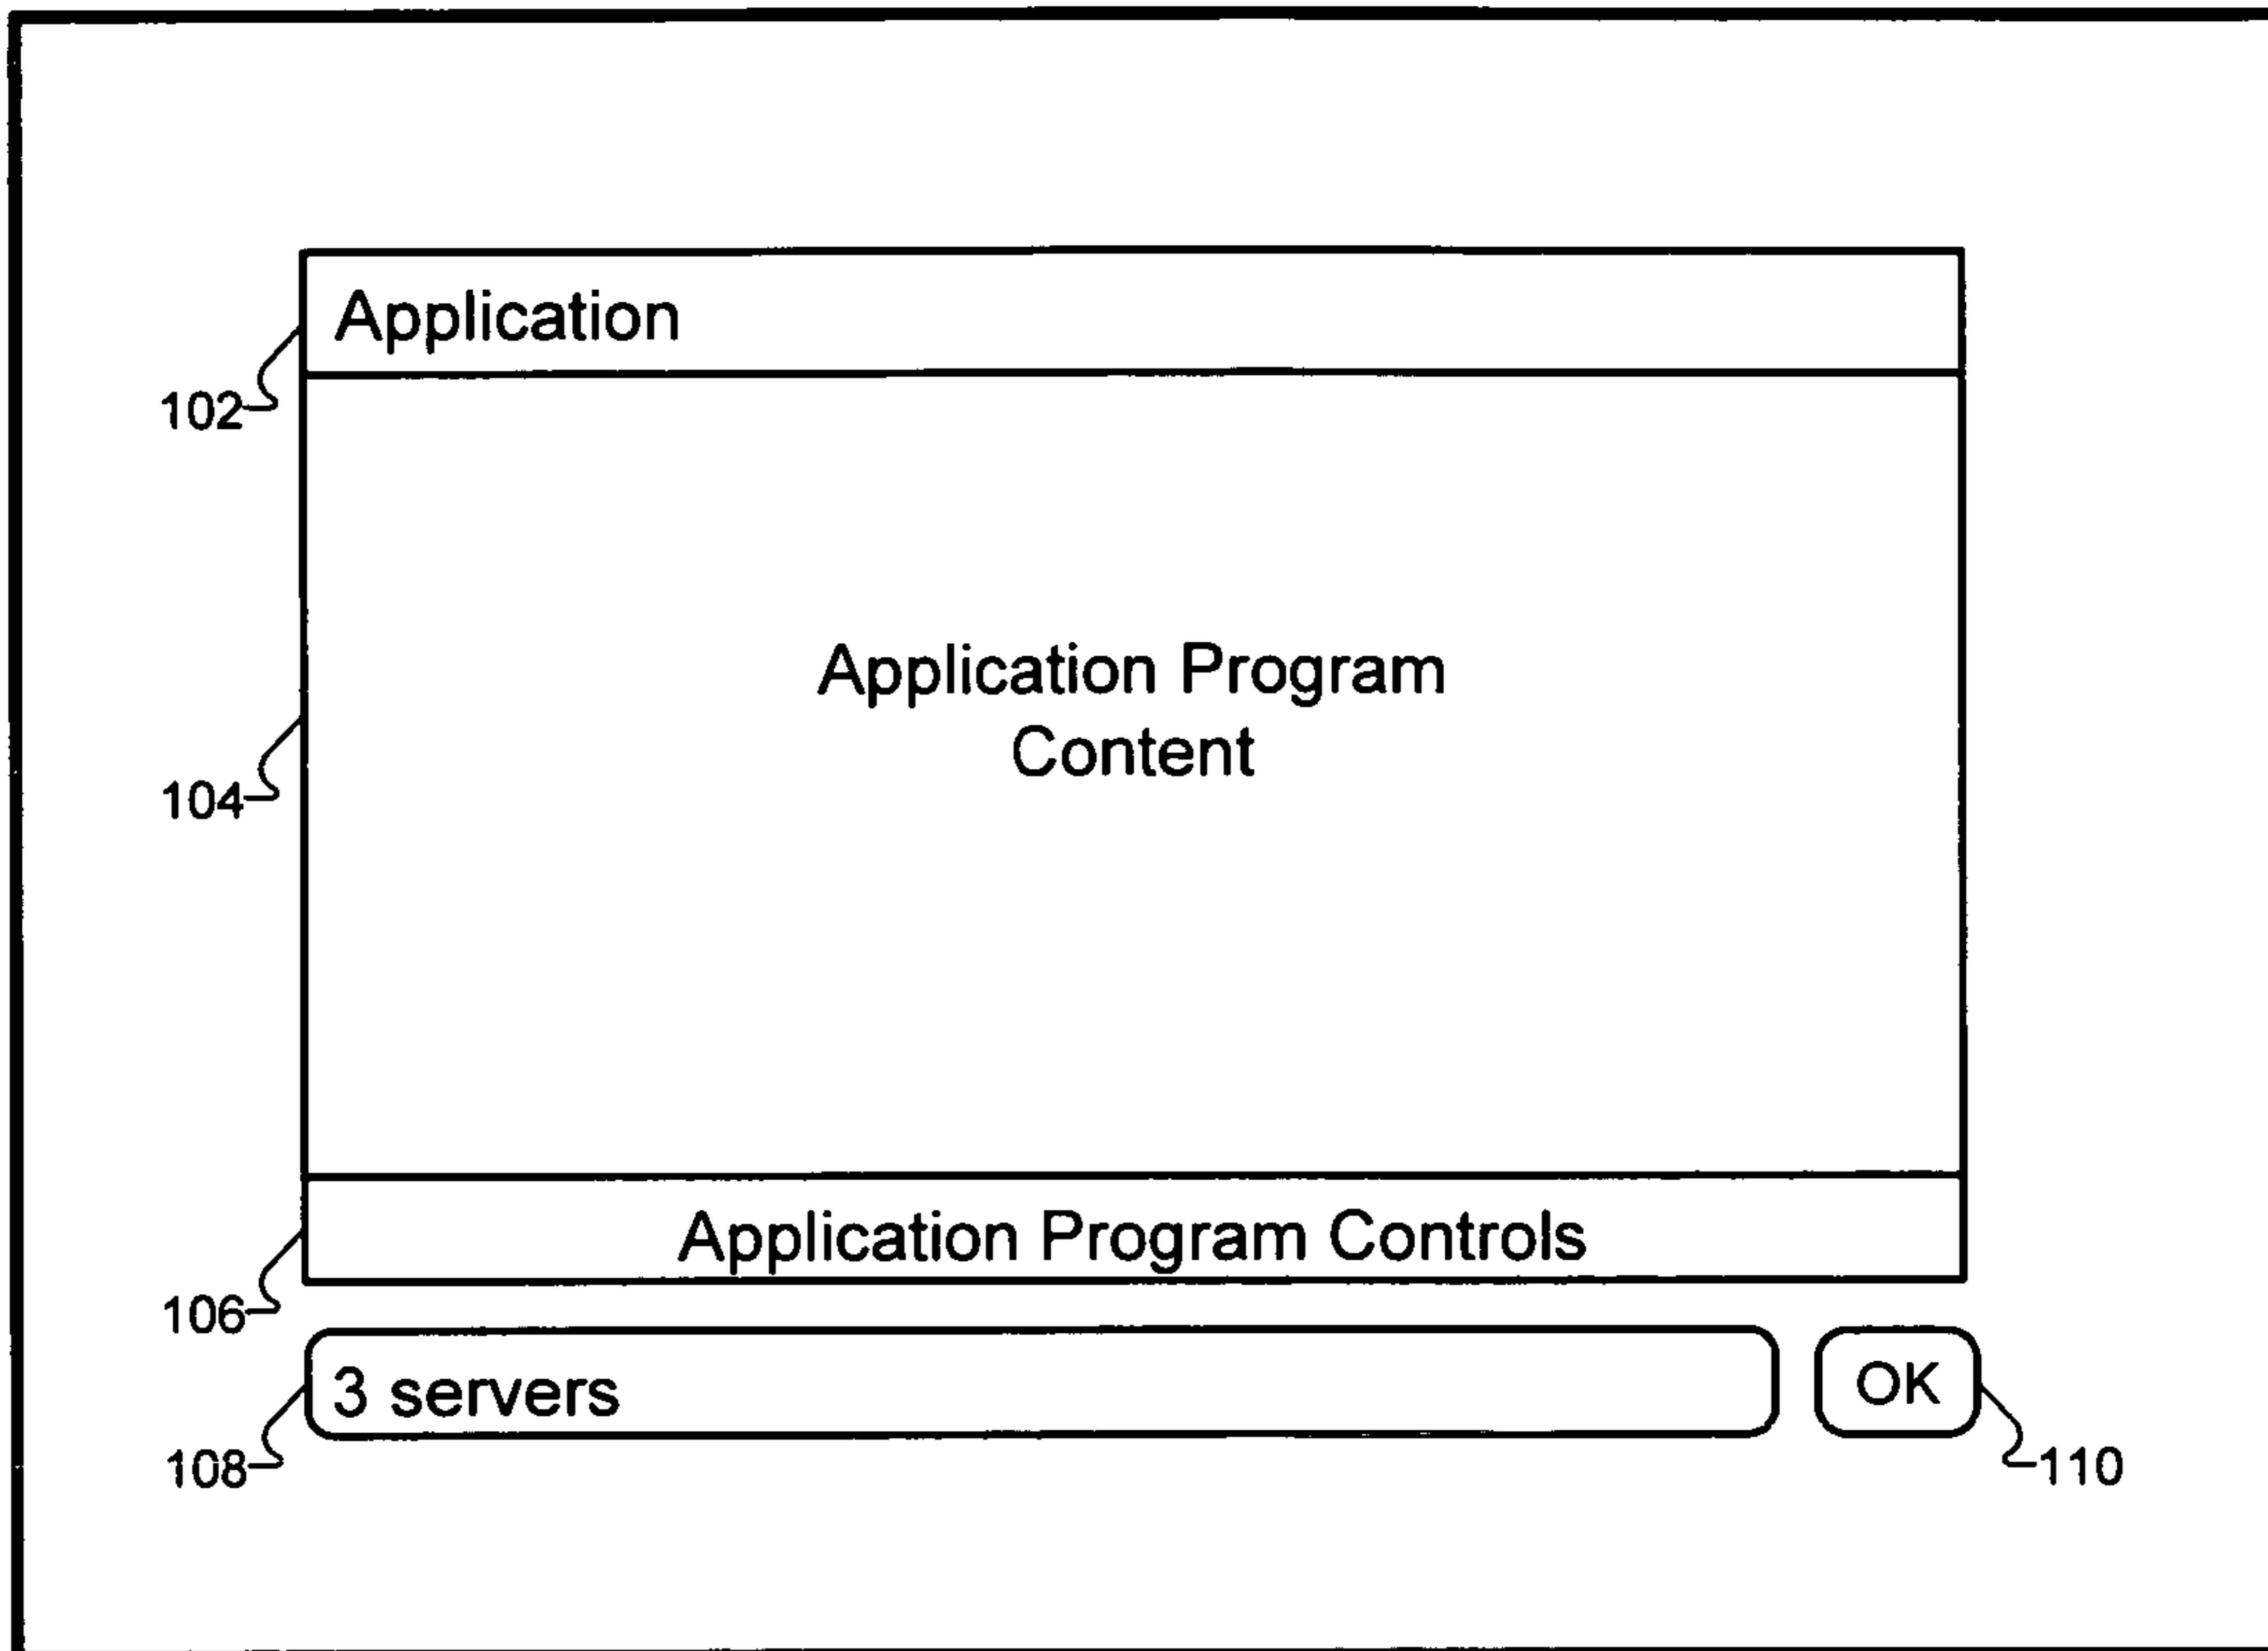 Application
102
Application Program
Content
104
Application Program Controls
106
3 servers
OK
108
110